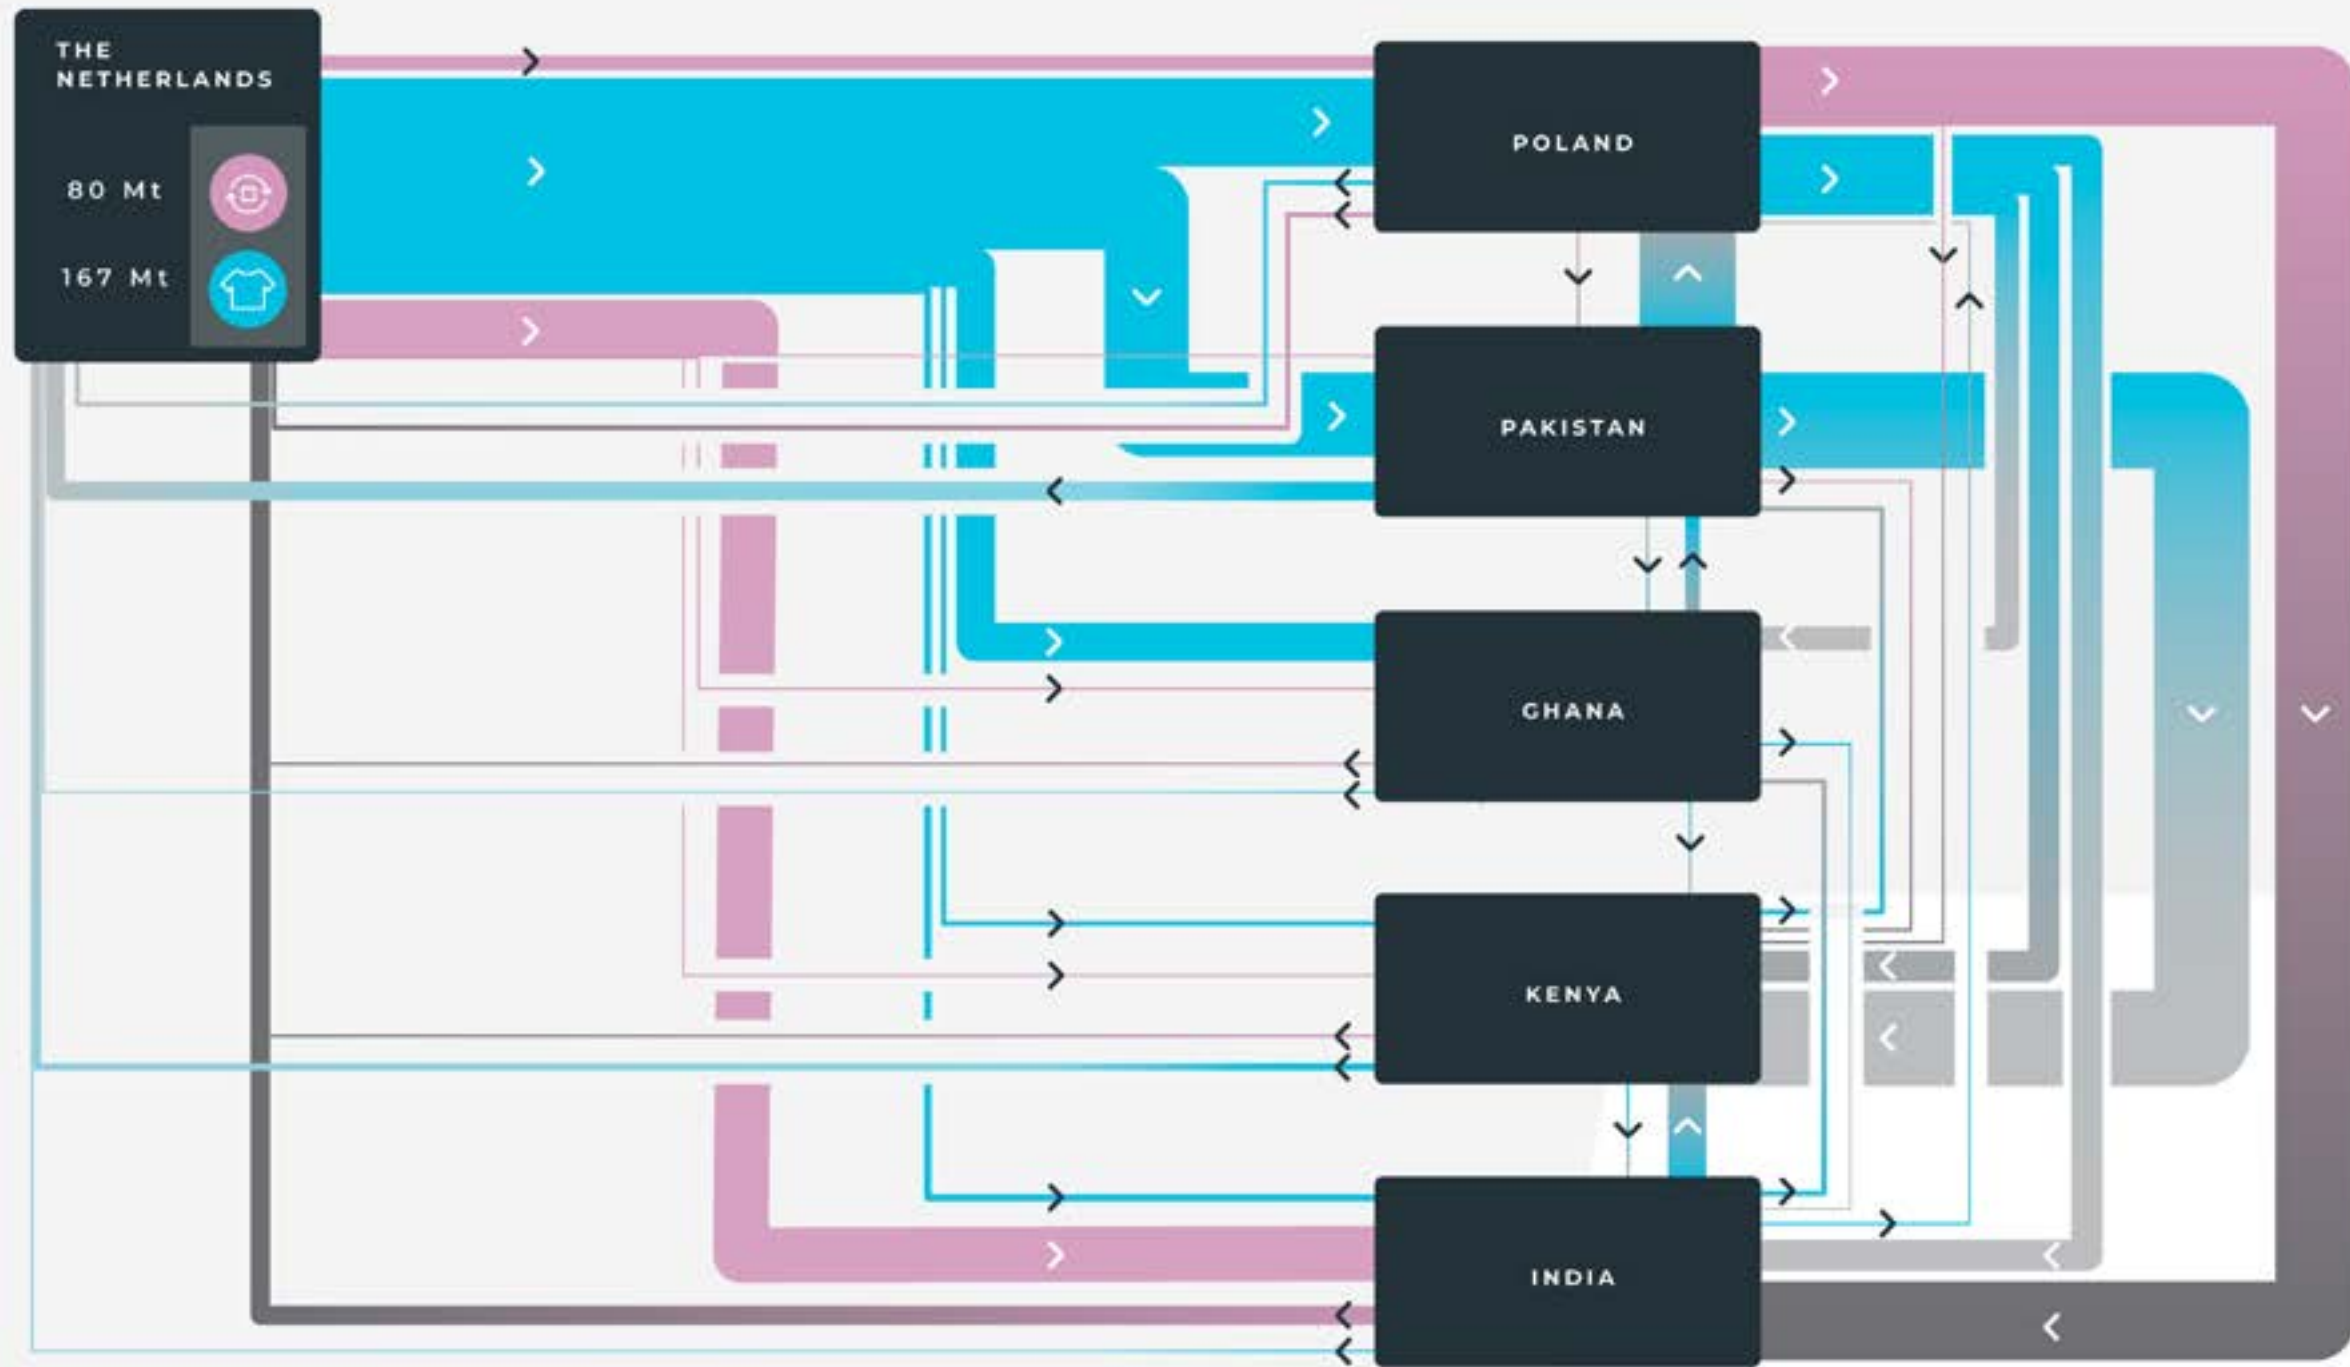 THE
NETHERLANDS
80 Mt
167 Mt
POLAND
PAKISTAN
GHANA
KENYA
INDIA